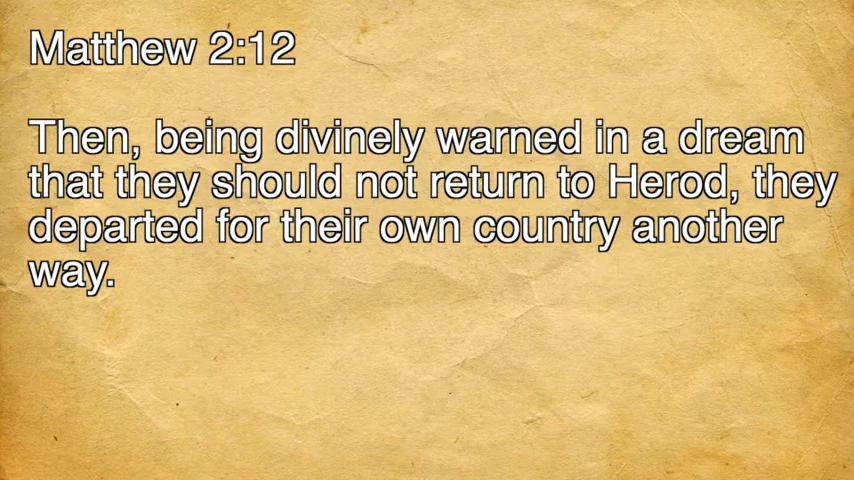 Matthew 2:12
Then, being divinely warned in a dream
that they should not return to Herod, they
departed for their own country another
way.